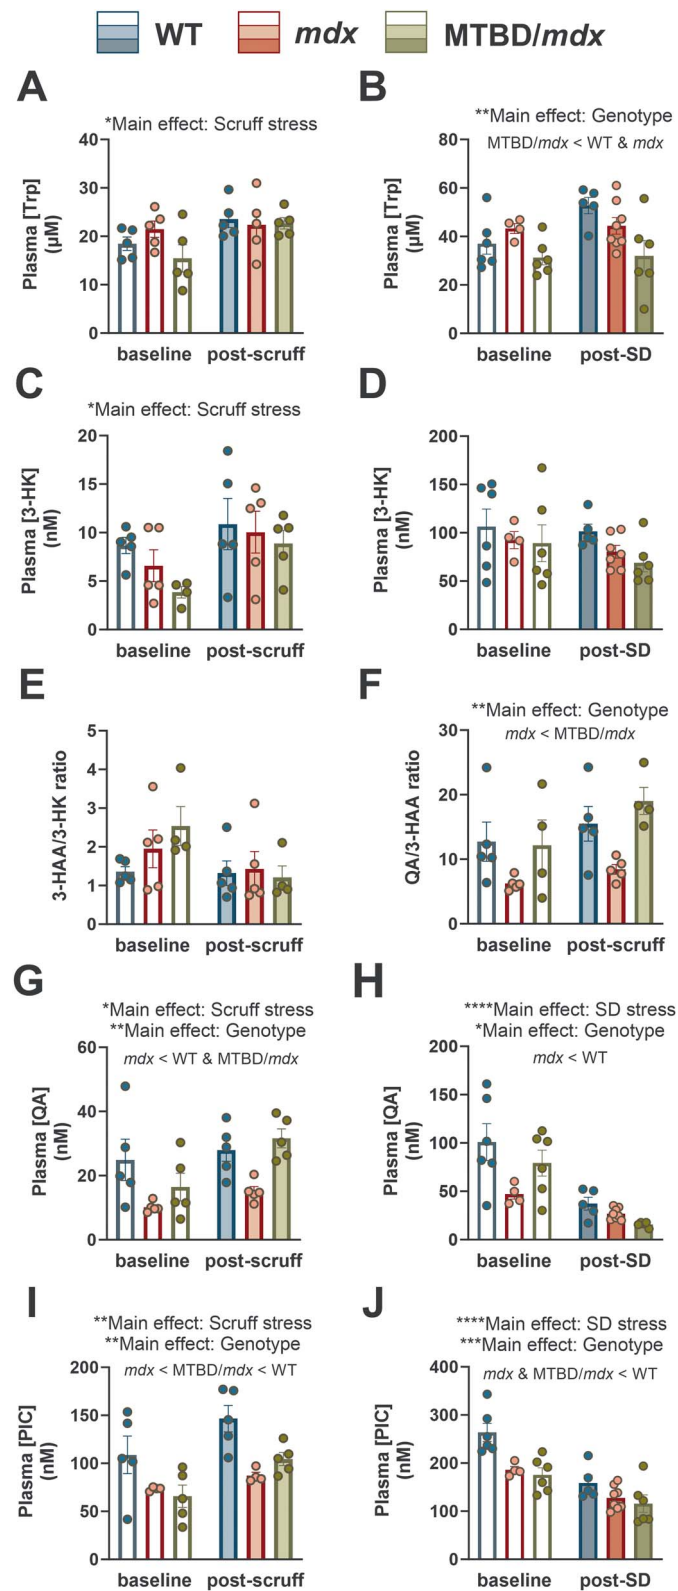 WT mdx MTBD/mdx
A
*Main effect: Scruff stress
Plasma [Trp]
(µM)
40
30
20
10
0
baseline post-scruff
B
**Main effect: Genotype
MTBD/mdx < WT & mdx
Plasma [Trp]
(µM)
80
60
40
20
0
baseline post-SD
C
*Main effect: Scruff stress
Plasma [3-HK]
(nM)
20
15
10
5
0
baseline post-scruff
D
Plasma [3-HK]
(nM)
200
150
100
50
0
baseline post-SD
E
3-HAA/3-HK ratio
5
4
3
2
1
0
baseline post-scruff
F
**Main effect: Genotype
mdx < MTBD/mdx
QA/3-HAA ratio
30
20
10
0
baseline post-scruff
G
*Main effect: Scruff stress
**Main effect: Genotype
mdx < WT & MTBD/mdx
Plasma [QA]
(nM)
60
40
20
0
baseline post-scruff
H
****Main effect: SD stress
*Main effect: Genotype
mdx < WT
Plasma [QA]
(nM)
200
150
100
50
0
baseline post-SD
I
**Main effect: Scruff stress
**Main effect: Genotype
mdx < MTBD/mdx < WT
Plasma [PIC]
(nM)
200
150
100
50
0
baseline post-scruff
J
****Main effect: SD stress
***Main effect: Genotype
mdx & MTBD/mdx < WT
Plasma [PIC]
(nM)
400
300
200
100
0
baseline post-SD